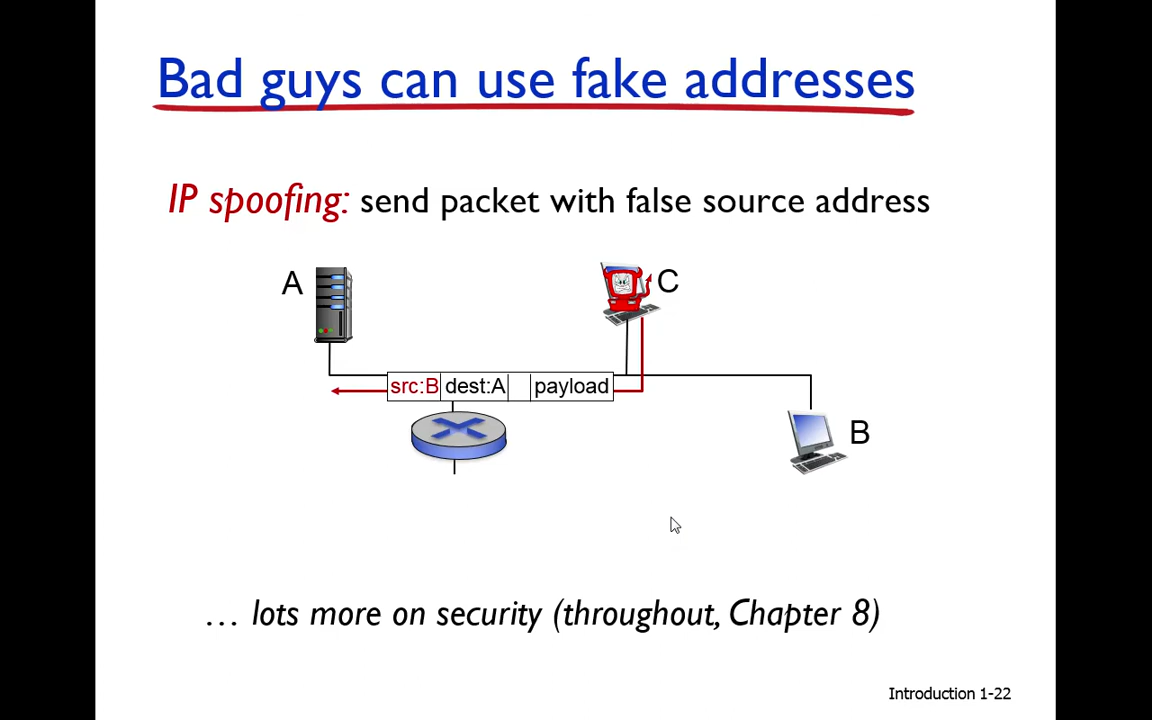 Bad guys can use fake addresses
IP spoofing: send packet with false source address
A
C
src:B dest:A payload
B
… lots more on security (throughout, Chapter 8)
Introduction 1-22